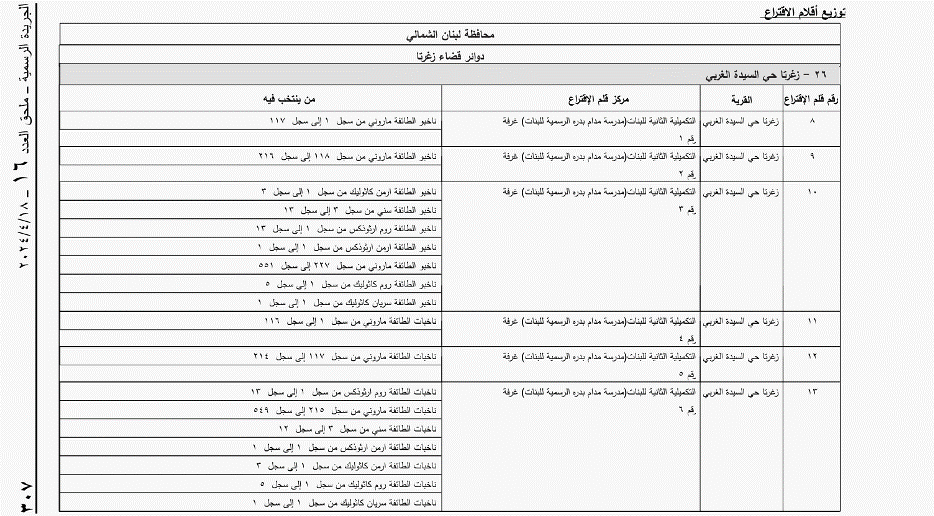 توزيع أقلام الاقتراع
محافظة لبنان الشمالي
دوائر قضاء زغرتا
٢٦ - زغرتا حي السيدة الغربي
رقم قلم الإقتراع القرية مركز قلم الإقتراع من ينتخب فيه
٨ زغرتا حي السيدة الغربي التكميلية الثانية للبنات(مدرسة مدام بدره الرسمية للبنات) غرفة ناخبو الطائفة ماروني من سجل ١ إلى سجل ١١٧
رقم ١
٩ زغرتا حي السيدة الغربي التكميلية الثانية للبنات(مدرسة مدام بدره الرسمية للبنات) غرفة ناخبو الطائفة ماروني من سجل ١١٨ إلى سجل ٢١٦
رقم ٢
١٠ زغرتا حي السيدة الغربي التكميلية الثانية للبنات(مدرسة مدام بدره الرسمية للبنات) غرفة ناخبو الطائفة ارمن كاثوليك من سجل ١ إلى سجل ٣
رقم ٣ ناخبو الطائفة سني من سجل ٣ إلى سجل ١٣
ناخبو الطائفة روم ارثوذكس من سجل ١ إلى سجل ١٣
ناخبو الطائفة ارمن ارثوذكس من سجل ١ إلى سجل ١
ناخبو الطائفة ماروني من سجل ٢٢٧ إلى سجل ٥٥١
ناخبو الطائفة روم كاثوليك من سجل ١ إلى سجل ٥
ناخبو الطائفة سريان كاثوليك من سجل ١ إلى سجل ١
١١ زغرتا حي السيدة الغربي التكميلية الثانية للبنات(مدرسة مدام بدره الرسمية للبنات) غرفة ناخبات الطائفة ماروني من سجل ١ إلى سجل ١١٦
رقم ٤
١٢ زغرتا حي السيدة الغربي التكميلية الثانية للبنات(مدرسة مدام بدره الرسمية للبنات) غرفة ناخبات الطائفة ماروني من سجل ١١٧ إلى سجل ٢١٤
رقم ٥
١٣ زغرتا حي السيدة الغربي التكميلية الثانية للبنات(مدرسة مدام بدره الرسمية للبنات) غرفة ناخبات الطائفة روم ارثوذكس من سجل ١ إلى سجل ١٣
رقم ٦ ناخبات الطائفة ماروني من سجل ٢١٥ إلى سجل ٥٤٩
ناخبات الطائفة سني من سجل ٣ إلى سجل ١٢
ناخبات الطائفة ارمن ارثوذكس من سجل ١ إلى سجل ١
ناخبات الطائفة ارمن كاثوليك من سجل ١ إلى سجل ٣
ناخبات الطائفة روم كاثوليك من سجل ١ إلى سجل ٥
ناخبات الطائفة سريان كاثوليك من سجل ١ إلى سجل ١
الجريدة الرسمية - ملحق العدد ١٦ - ٢٠٢٤/٤/١٨
٣٠٧